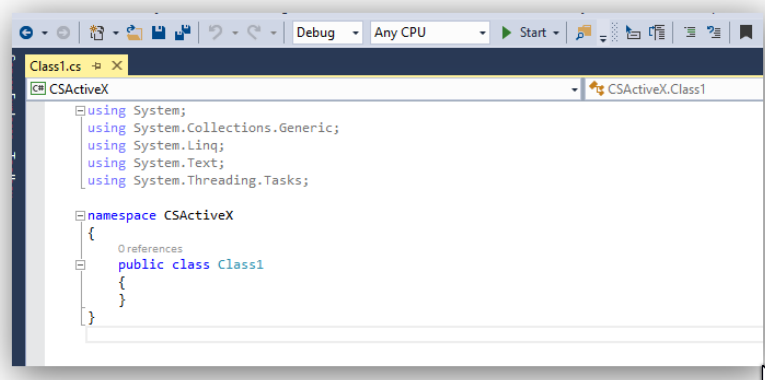 Debug Any CPU Start
Class1.cs
C# CSActiveX CSActiveX.Class1
using System;
using System.Collections.Generic;
using System.Linq;
using System.Text;
using System.Threading.Tasks;
namespace CSActiveX
{
0 references
public class Class1
{
}
}